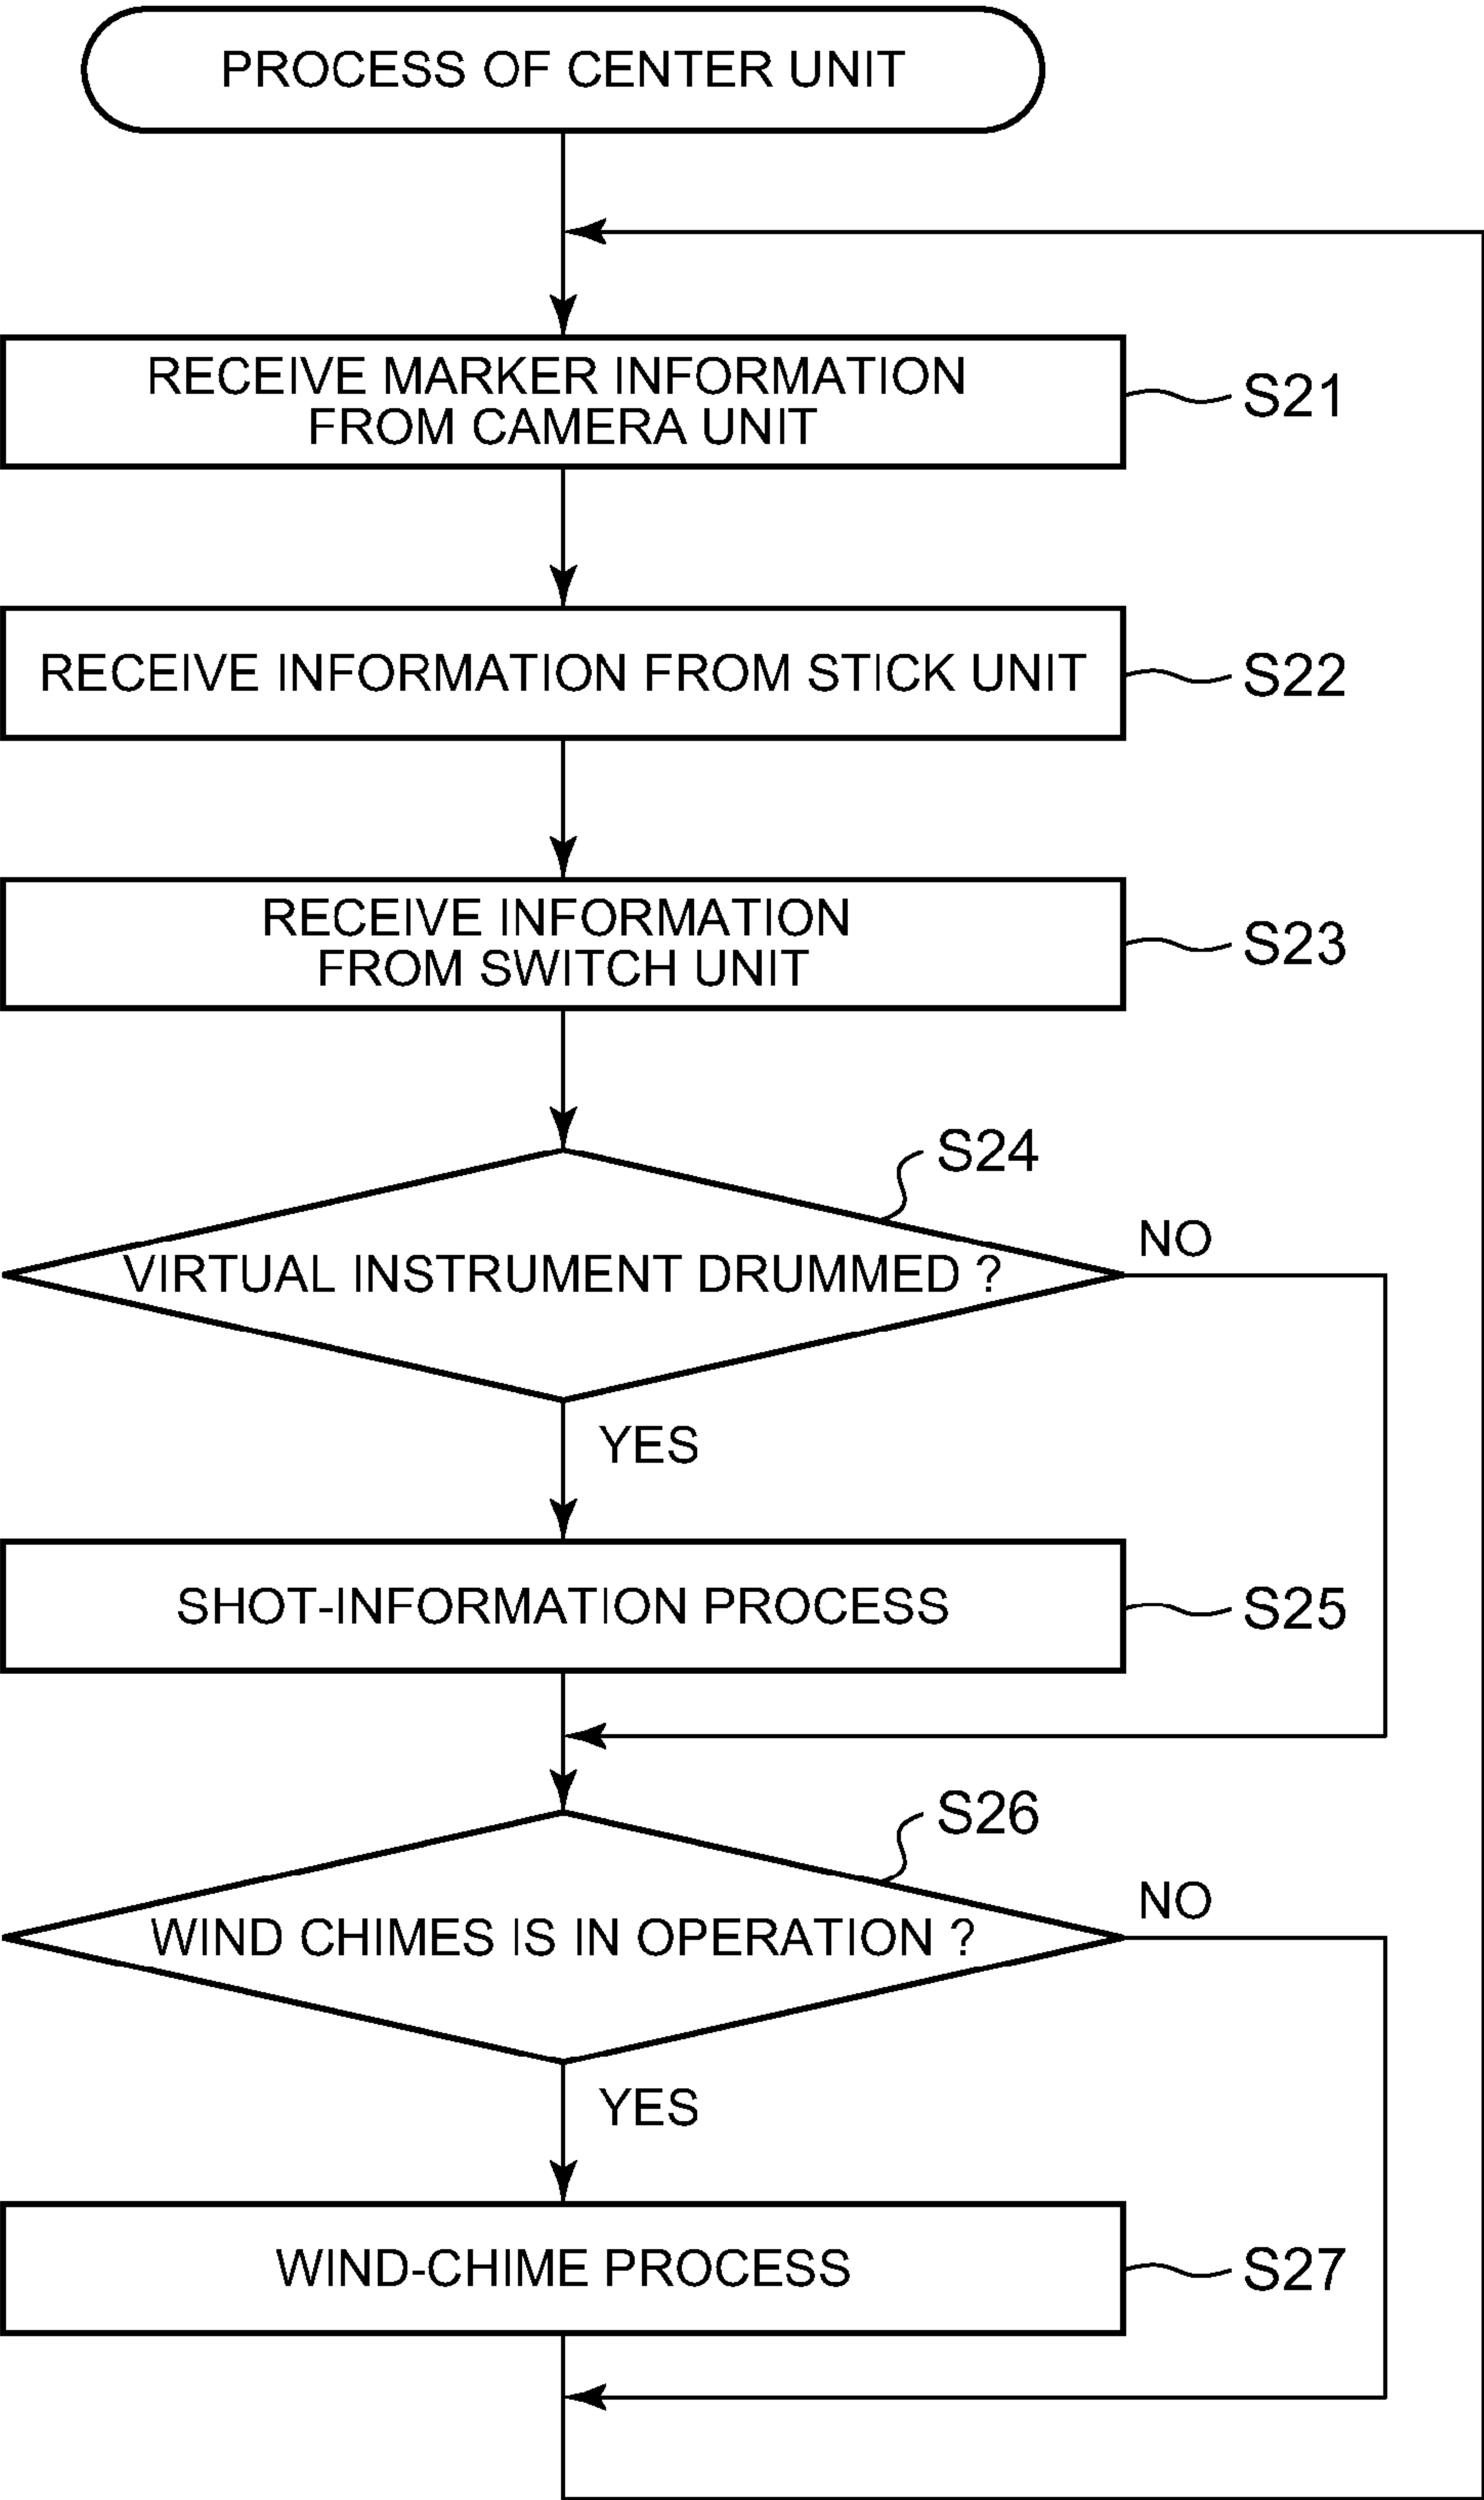 PROCESS OF CENTER UNIT
RECEIVE MARKER INFORMATION
FROM CAMERA UNIT
S21
RECEIVE INFORMATION FROM STICK UNIT
S22
RECEIVE INFORMATION
FROM SWITCH UNIT
S23
S24
VIRTUAL INSTRUMENT DRUMMED ?
NO
YES
SHOT-INFORMATION PROCESS
S25
S26
WIND CHIMES IS IN OPERATION ?
NO
YES
WIND-CHIME PROCESS
S27